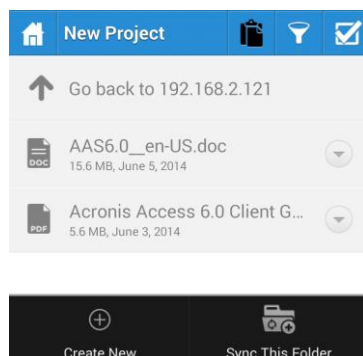 New Project
Go back to 192.168.2.121
AAS6.0__en-US.doc
DOC
15.6 MB, June 5, 2014
Acronis Access 6.0 Client G...
PDF
5.6 MB, June 3, 2014
Create New
Sync This Folder